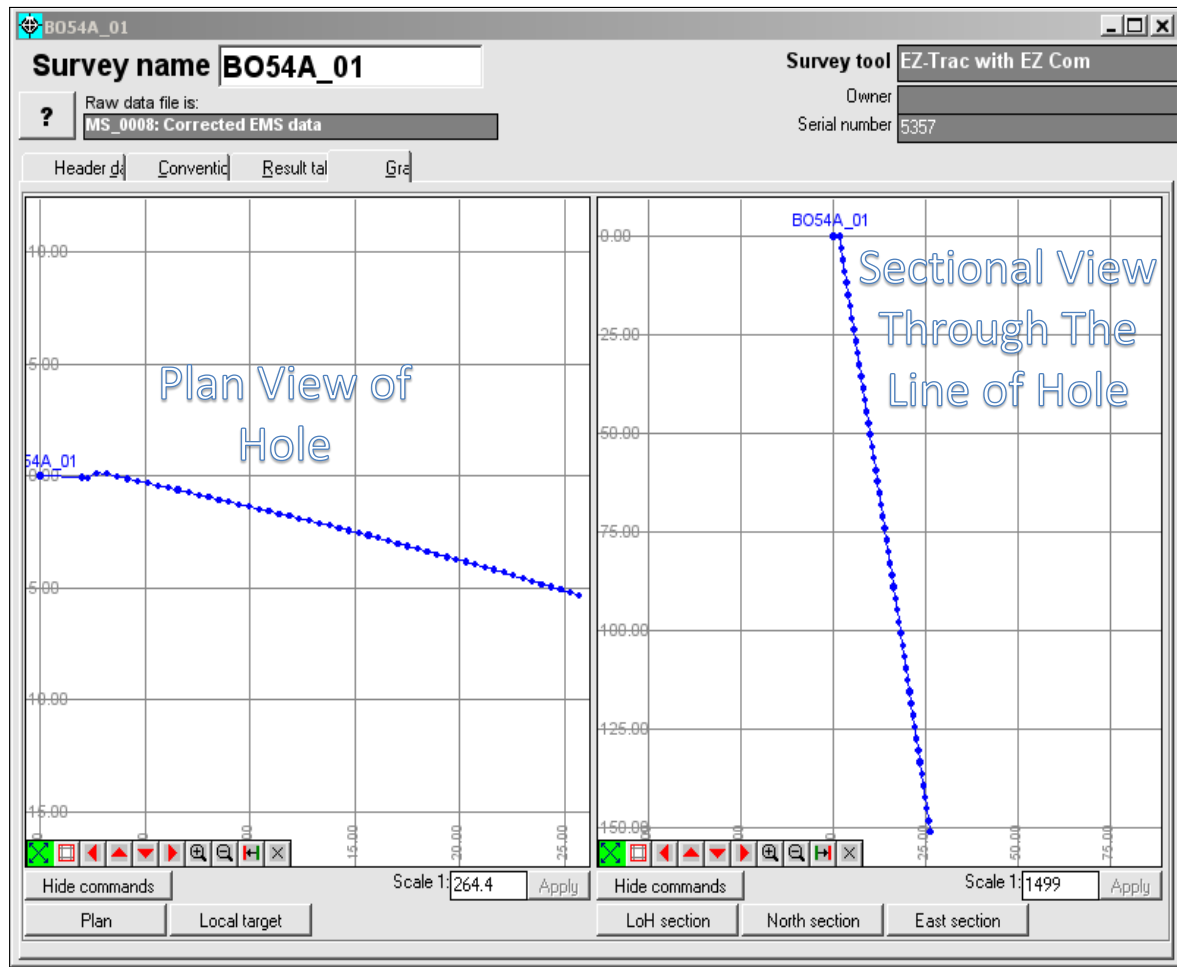 BO54A_01
Survey name BO54A_01
Survey tool EZ-Trac with EZ Com
Owner
? Raw data file is:
MS_0008: Corrected EMS data
Serial number 5357
Header da
Conventic
Result tal
Gra
10.00
5.00
Plan View of
Hole
54A_01
0.00
5.00
10.00
15.00
15.00
20.00
25.00
Hide commands
Scale 1: 264.4
Apply
Plan
Local target
BO54A_01
0.00
Sectional View
Through The
Line of Hole
25.00
50.00
75.00
100.00
125.00
150.00
25.00
50.00
75.00
Hide commands
Scale 1: 1499
Apply
LoH section
North section
East section